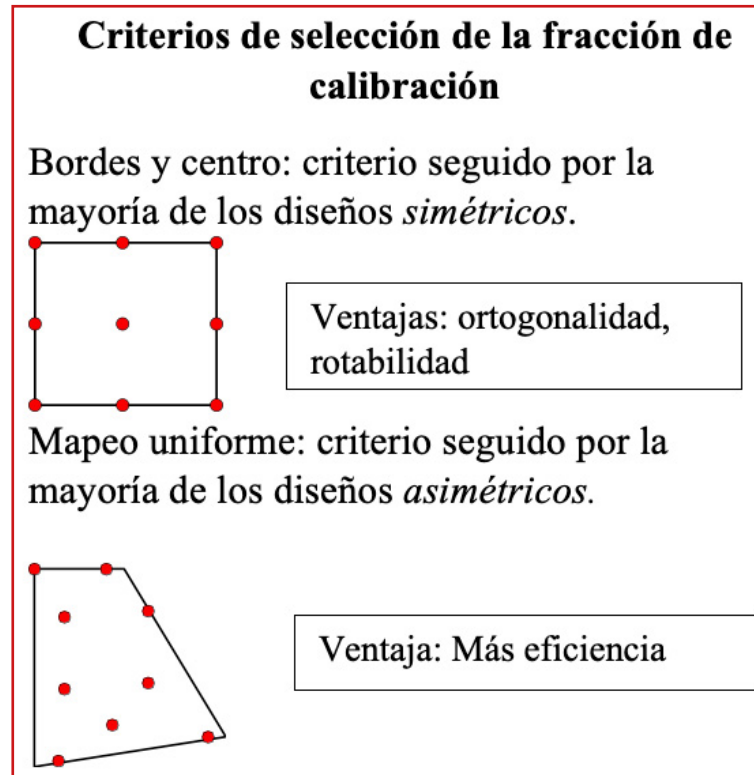 Criterios de selección de la fracción de
calibración
Bordes y centro: criterio seguido por la
mayoría de los diseños simétricos.
Ventajas: ortogonalidad,
rotabilidad
Mapeo uniforme: criterio seguido por la
mayoría de los diseños asimétricos.
Ventaja: Más eficiencia